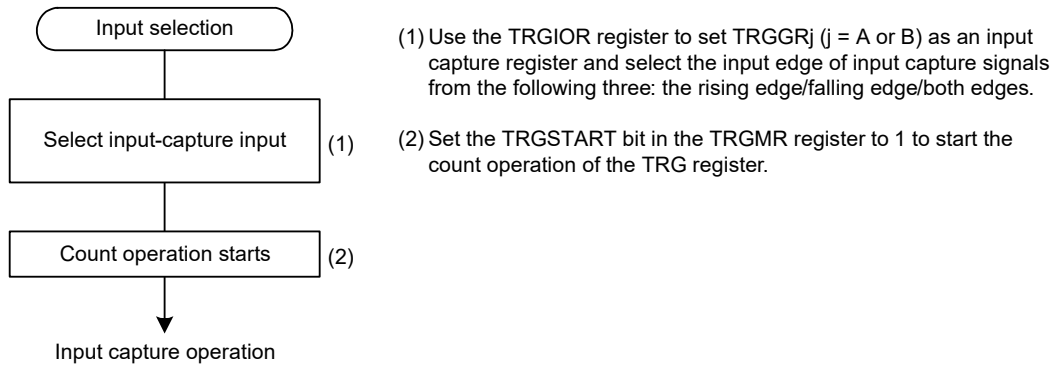 Input selection
Select input-capture input
(1)
Count operation starts
(2)
Input capture operation
(1) Use the TRGIOR register to set TRGGRj (j = A or B) as an input
capture register and select the input edge of input capture signals
from the following three: the rising edge/falling edge/both edges.
(2) Set the TRGSTART bit in the TRGMR register to 1 to start the
count operation of the TRG register.